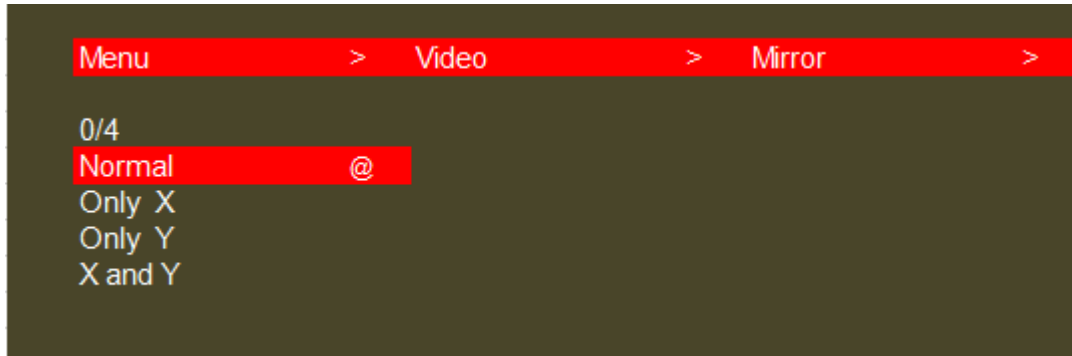 Menu > Video > Mirror >
0/4
Normal @
Only X
Only Y
X and Y